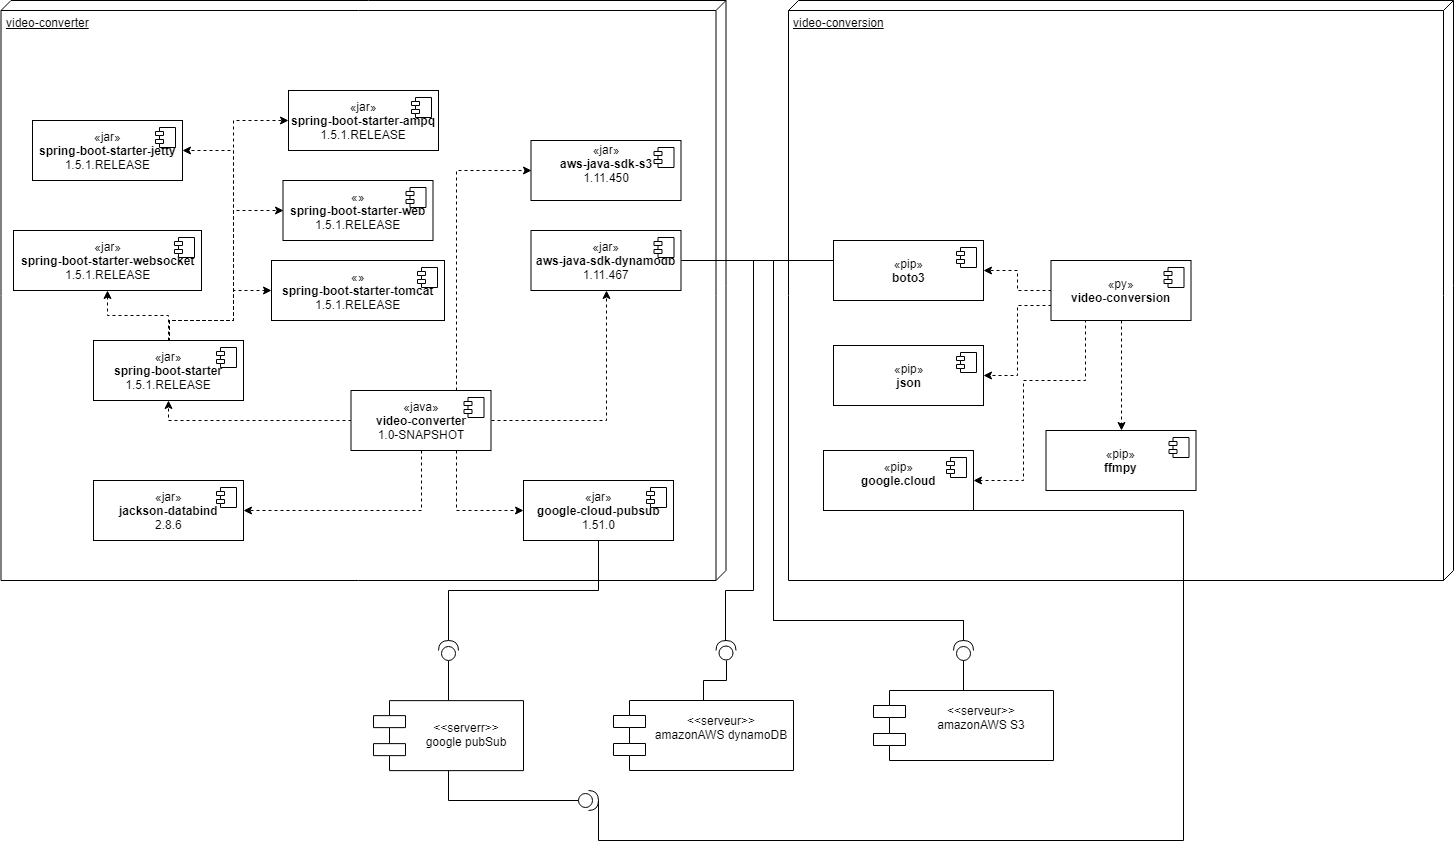 video-converter
video-conversion
«jar»
spring-boot-starter-ampq
1.5.1.RELEASE
«jar»
spring-boot-starter-jetty
1.5.1.RELEASE
«jar»
aws-java-sdk-s3
1.11.450
«»
spring-boot-starter-web
1.5.1.RELEASE
«jar»
spring-boot-starter-websocket
1.5.1.RELEASE
«jar»
aws-java-sdk-dynamodb
1.11.467
«»
spring-boot-starter-tomcat
1.5.1.RELEASE
«pip»
boto3
«py»
video-conversion
«jar»
spring-boot-starter
1.5.1.RELEASE
«pip»
json
«java»
video-converter
1.0-SNAPSHOT
«pip»
ffmpy
«pip»
google.cloud
«jar»
jackson-databind
2.8.6
«jar»
google-cloud-pubsub
1.51.0
<<serverr>>
google pubSub
<<serveur>>
amazonAWS dynamoDB
<<serveur>>
amazonAWS S3